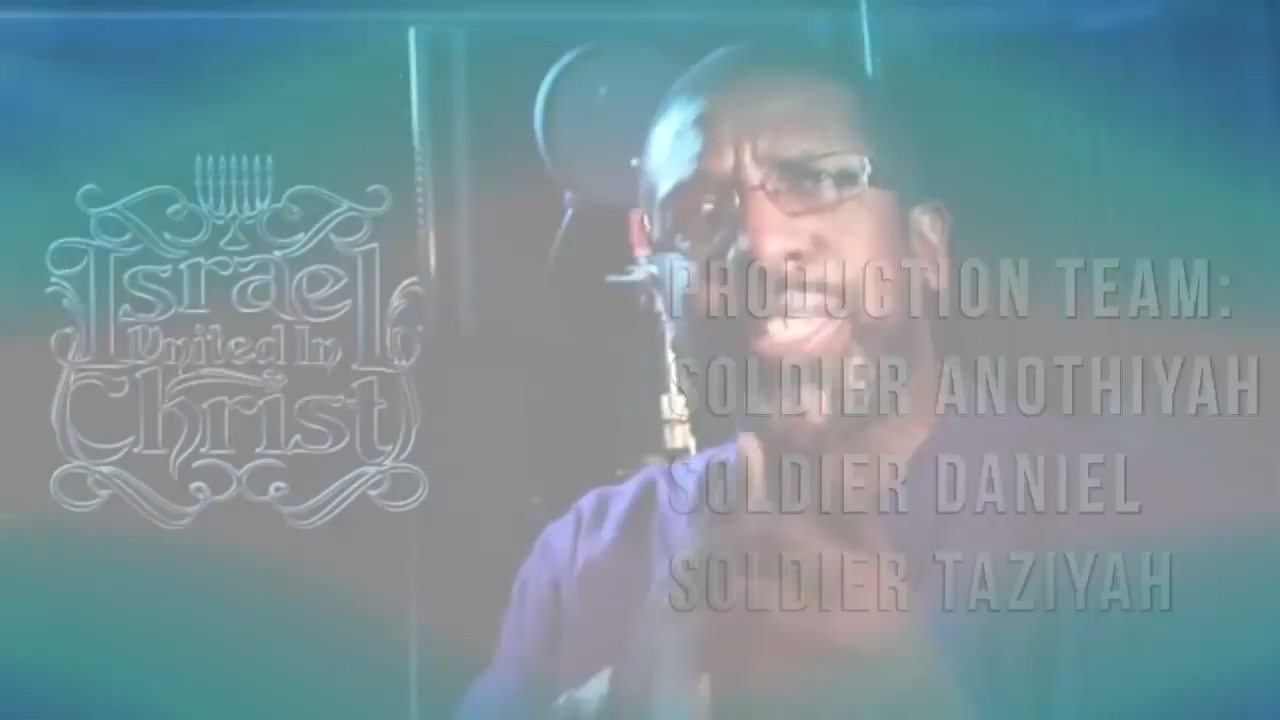 Israel
United In
Christ
PRODUCTION TEAM:
SOLDIER ANOTHIYAH
SOLDIER DANIEL
SOLDIER TAZIYAH